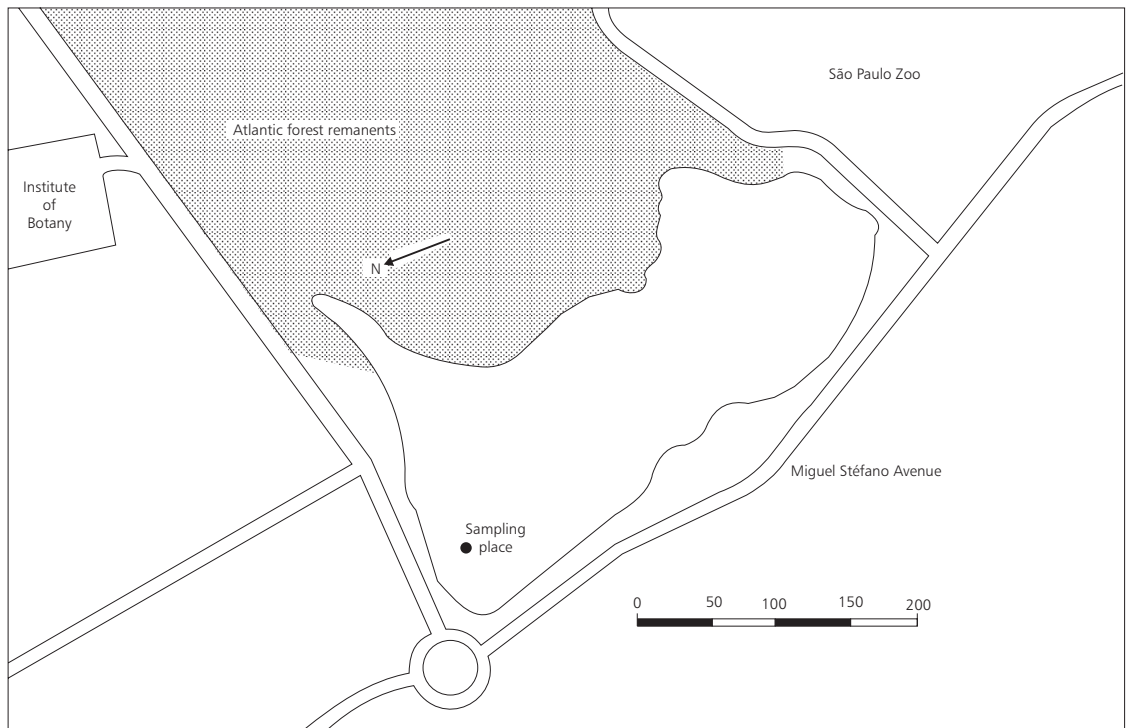 São Paulo Zoo
Atlantic forest remanents
Institute
of
Botany
N
Miguel Stéfano Avenue
Sampling
place
0 50 100 150 200